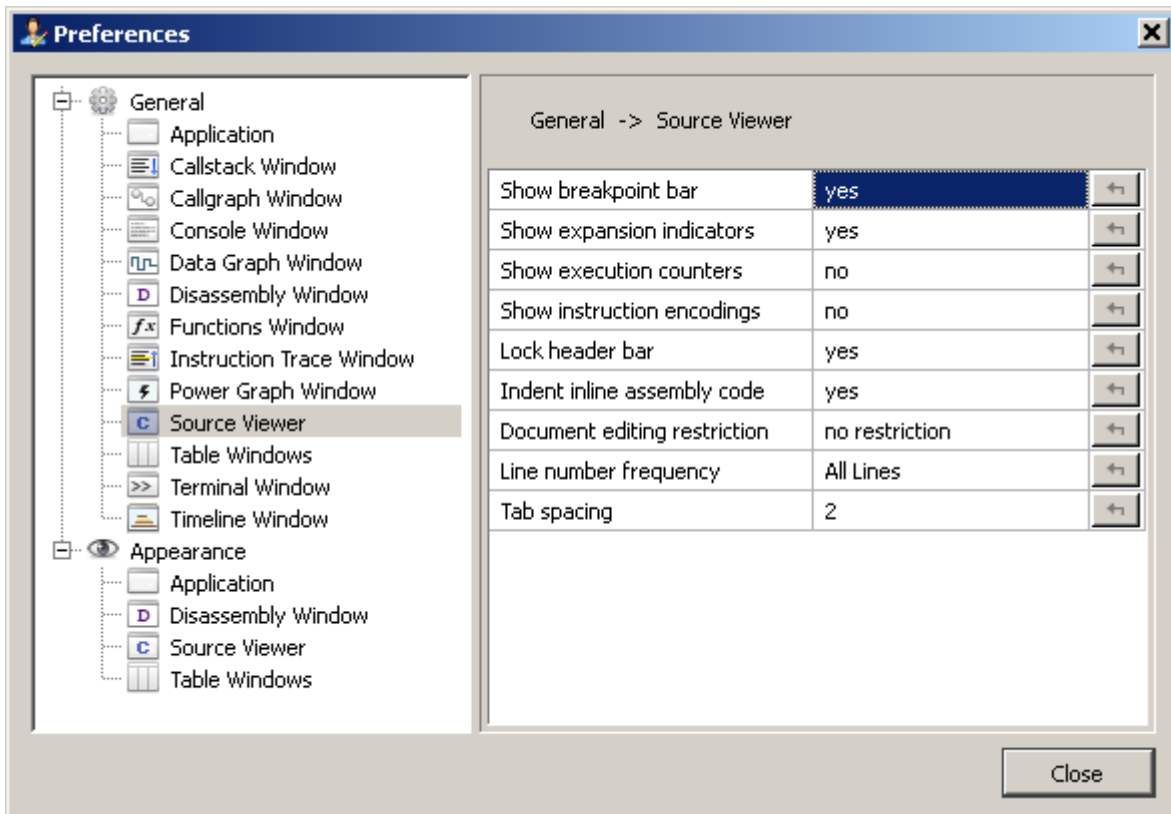 Preferences
General
Application
Callstack Window
Callgraph Window
Console Window
Data Graph Window
D Disassembly Window
fx Functions Window
Instruction Trace Window
Power Graph Window
C Source Viewer
Table Windows
>> Terminal Window
Timeline Window
Appearance
Application
D Disassembly Window
C Source Viewer
Table Windows
General -> Source Viewer
Show breakpoint bar yes
Show expansion indicators yes
Show execution counters no
Show instruction encodings no
Lock header bar yes
Indent inline assembly code yes
Document editing restriction no restriction
Line number frequency All Lines
Tab spacing 2
Close